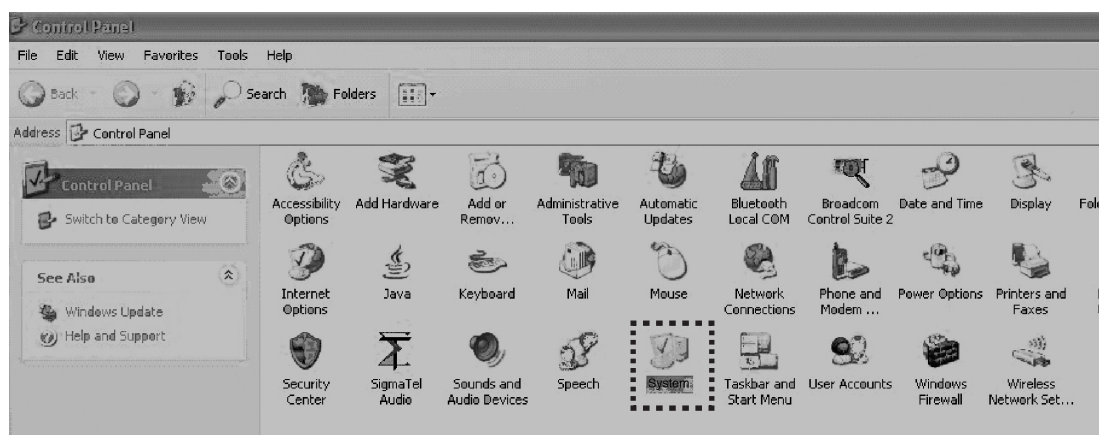 Control Panel
File Edit View Favorites Tools Help
Back Search Folders
Address Control Panel
Control Panel
Switch to Category View
See Also
Windows Update
Help and Support
Accessibility Options
Add Hardware
Add or Remov...
Administrative Tools
Automatic Updates
Bluetooth Local COM
Broadcom Control Suite 2
Date and Time
Display
Internet Options
Java
Keyboard
Mail
Mouse
Network Connections
Phone and Modem ...
Power Options
Printers and Faxes
Security Center
SigmaTel Audio
Sounds and Audio Devices
Speech
System
Taskbar and Start Menu
User Accounts
Windows Firewall
Wireless Network Set...